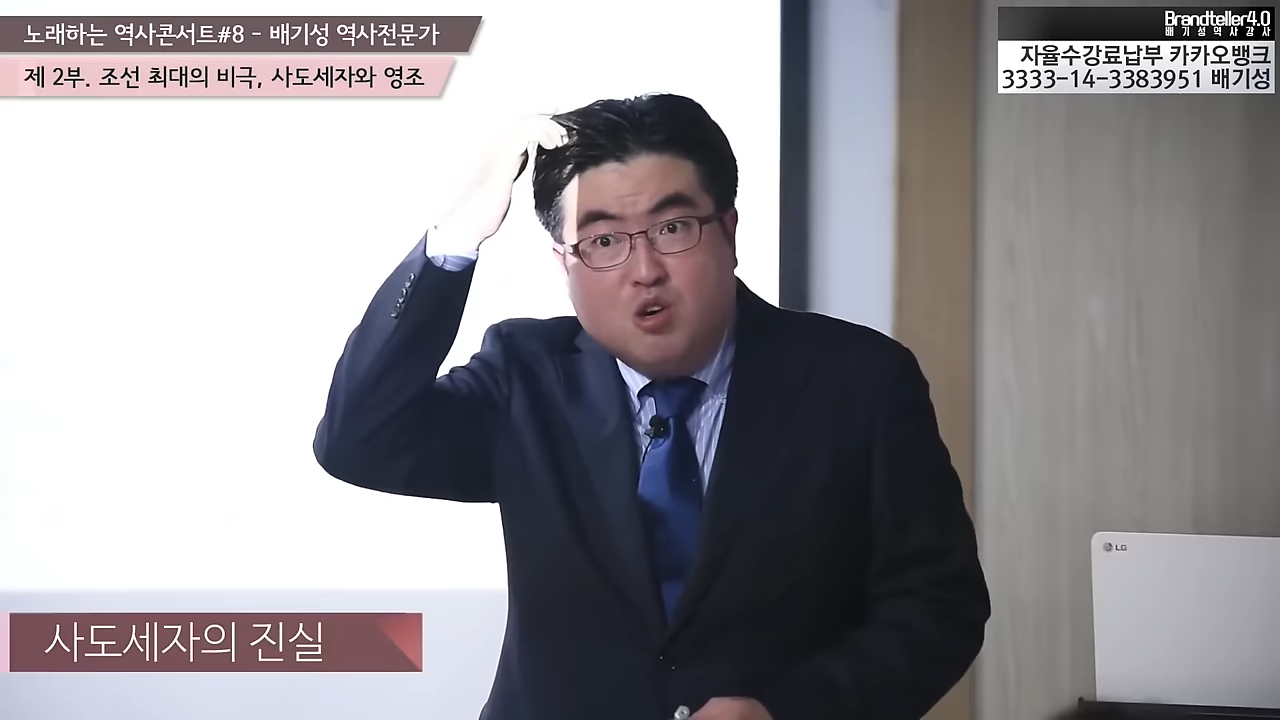 노래하는 역사콘서트#8 - 배기성 역사전문가
제 2부. 조선 최대의 비극, 사도세자와 영조
Brandteller4.0
배기성역사강사
자율수강료납부 카카오뱅크
3333-14-3383951 배기성
LG
사도세자의 진실